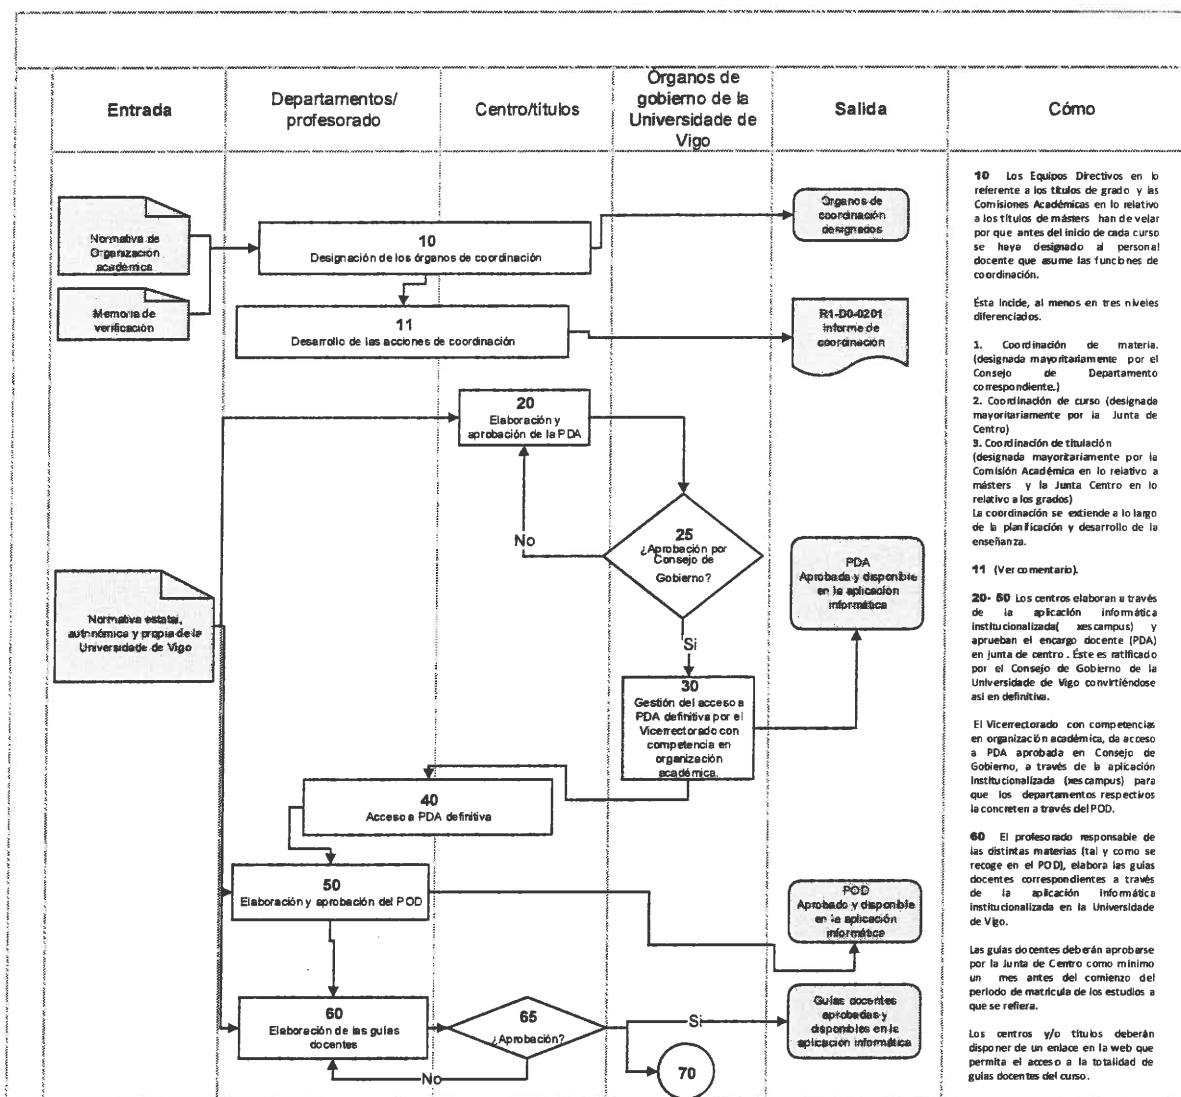 Entrada
Departamentos/
profesorado
Centro/títulos
Órganos de
gobierno de la
Universidade de
Vigo
Salida
Cómo
Normativa de
Organización
académica
Memoria de
verificación
10
Designación de los órganos de coordinación
Órganos de
coordinación
designados
11
Desarrollo de las acciones de coordinación
R1-D0-0201
Informe de
coordinación
20
Elaboración y
aprobación de la PDA
25
¿Aprobación por
Consejo de
Gobierno?
No
Si
Normativa estatal,
autonómica y propia de la
Universidade de Vigo
PDA
Aprobada y disponible
en la aplicación
informática
30
Gestión del acceso a
PDA definitiva por el
Vicerrectorado con
competencia en
organización
académica.
40
Acceso a PDA definitiva
50
Elaboración y aprobación del POD
POD
Aprobado y disponible
en la aplicación
informática
60
Elaboración de las guías
docentes
65
¿Aprobación?
Si
No
70
Guías docentes
aprobadas y
disponibles en la
aplicación informática
10 Los Equipos Directivos en lo
referente a los títulos de grado y las
Comisiones Académicas en lo relativo
a los títulos de másters han de velar
por que antes del inicio de cada curso
se haya designado al personal
docente que asume las funciones de
coordinación.
Ésta incide, al menos en tres niveles
diferenciados.
1. Coordinación de materia.
(designada mayoritariamente por el
Consejo de Departamento
correspondiente.)
2. Coordinación de curso (designada
mayoritariamente por la Junta de
Centro)
3. Coordinación de titulación
(designada mayoritariamente por la
Comisión Académica en lo relativo a
másters y la Junta Centro en lo
relativo a los grados)
La coordinación se extiende a lo largo
de la planificación y desarrollo de la
enseñanza.
11 (Ver comentario).
20- 50 Los centros elaboran a través
de la aplicación informática
institucionalizada( xescampus) y
aprueban el encargo docente (PDA)
en junta de centro . Éste es ratificado
por el Consejo de Gobierno de la
Universidade de Vigo convirtiéndose
así en definitiva.
El Vicerrectorado con competencias
en organización académica, da acceso
a PDA aprobada en Consejo de
Gobierno, a través de la aplicación
institucionalizada (xescampus) para
que los departamentos respectivos
la concreten a través del POD.
60 El profesorado responsable de
las distintas materias (tal y como se
recoge en el POD), elabora las guías
docentes correspondientes a través
de la aplicación informática
institucionalizada en la Universidade
de Vigo.
Las guías docentes deberán aprobarse
por la Junta de Centro como mínimo
un mes antes del comienzo del
periodo de matrícula de los estudios a
que se refiera.
Los centros y/o títulos deberán
disponer de un enlace en la web que
permita el acceso a la totalidad de
guías docentes del curso.